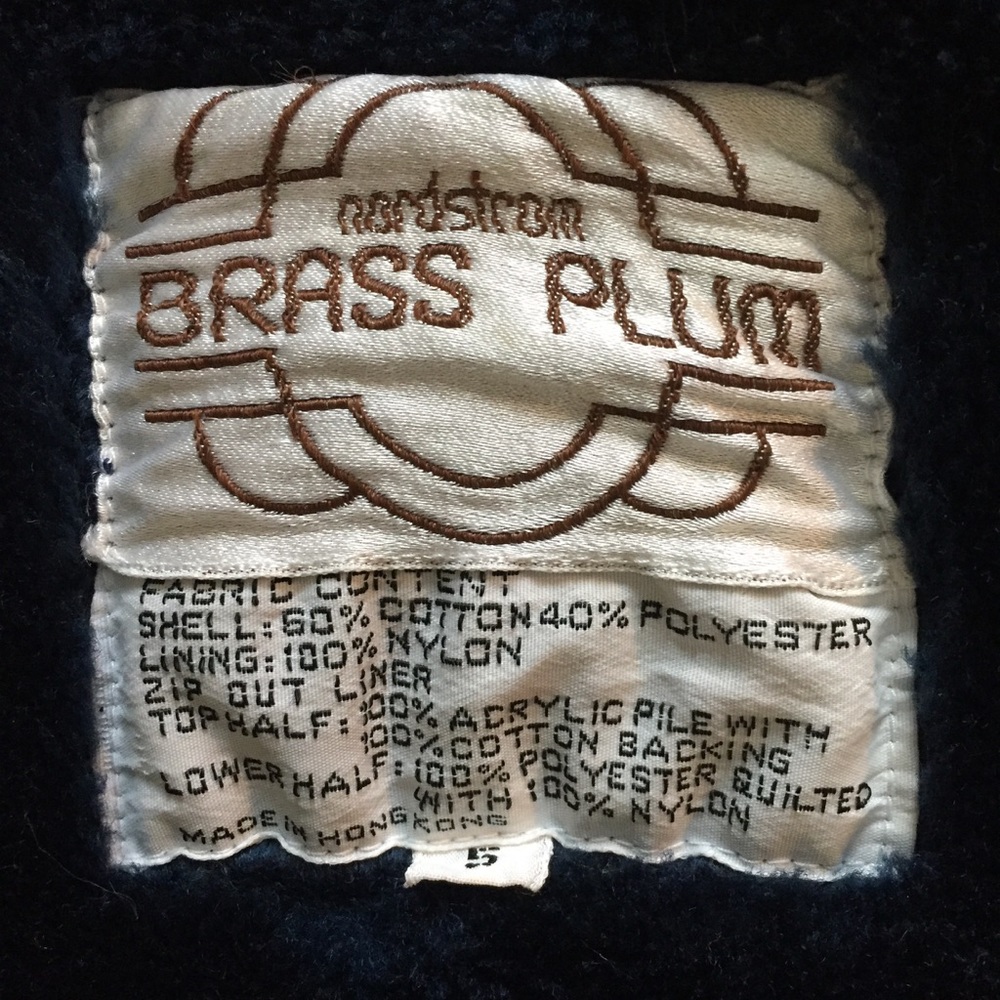 nordstrom
BRASS PLUM
FABRIC CONTENT
SHELL: 60% COTTON 40% POLYESTER
LINING: 100% NYLON
ZIP OUT LINER
TOP HALF: 100% ACRYLIC PILE WITH
100% COTTON BACKING
LOWER HALF: 100% POLYESTER QUILTED
WITH 100% NYLON
MADE IN HONG KONG
5